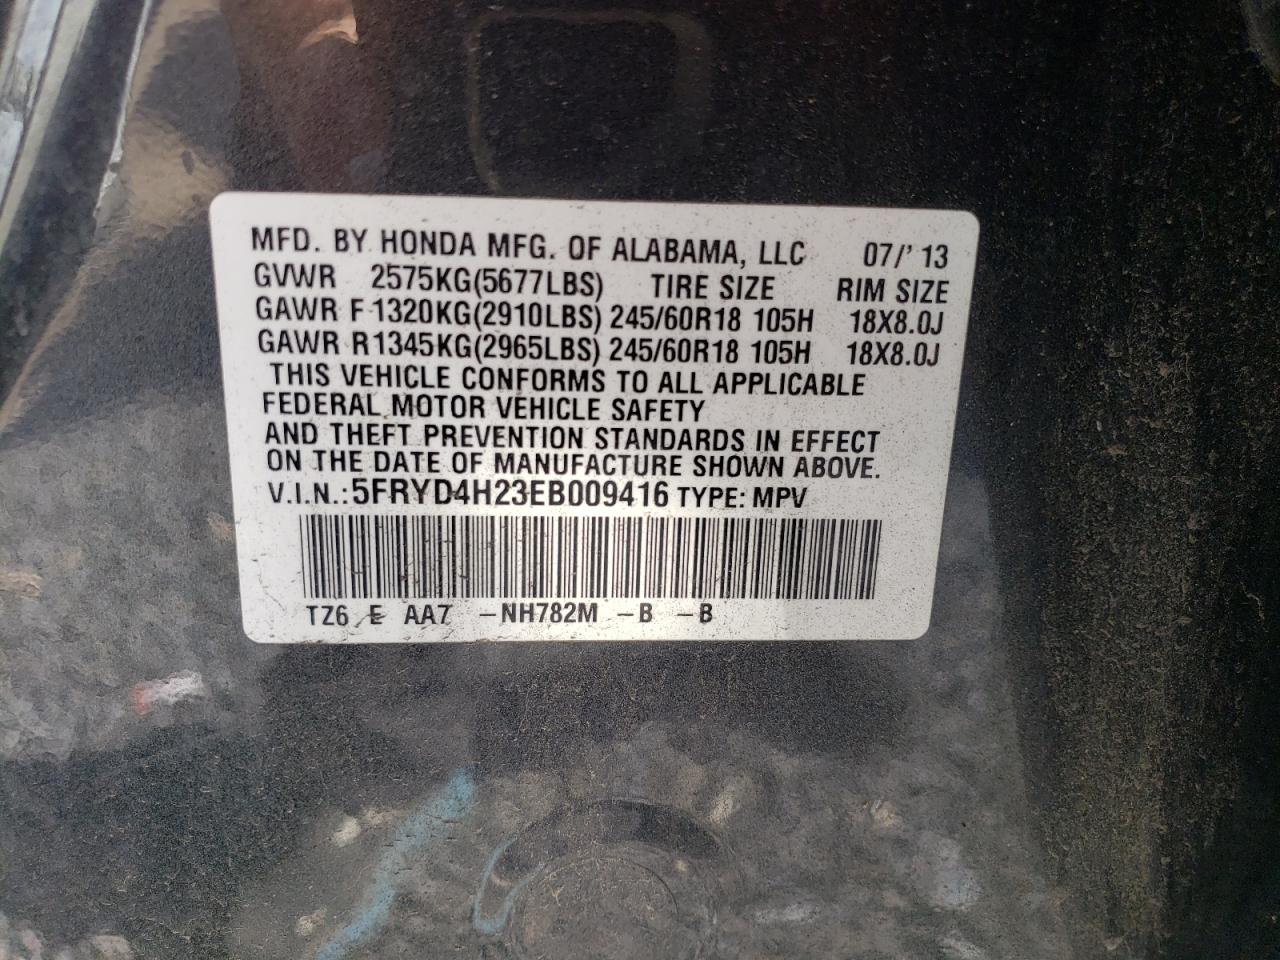 MFD. BY HONDA MFG. OF ALABAMA, LLC 07/'13
GVWR 2575KG(5677LBS) TIRE SIZE RIM SIZE
GAWR F 1320KG(2910LBS) 245/60R18 105H 18X8.0J
GAWR R1345KG(2965LBS) 245/60R18 105H 18X8.0J
THIS VEHICLE CONFORMS TO ALL APPLICABLE
FEDERAL MOTOR VEHICLE SAFETY
AND THEFT PREVENTION STANDARDS IN EFFECT
ON THE DATE OF MANUFACTURE SHOWN ABOVE.
V.I.N.:5FRYD4H23EB009416 TYPE: MPV
TZ6 E AA7 -NH782M -B -B